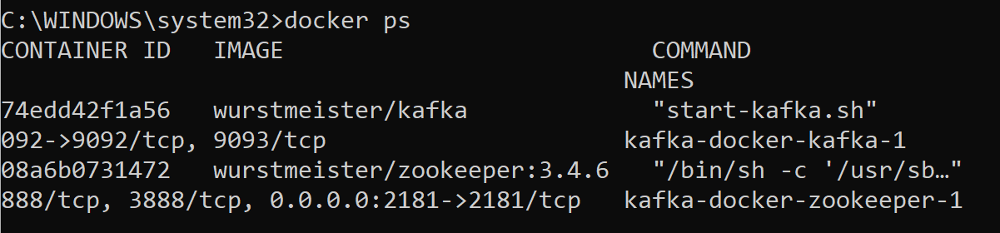 C:\WINDOWS\system32>docker ps
CONTAINER ID   IMAGE                           COMMAND
                                             NAMES
74edd42f1a56   wurstmeister/kafka              "start-kafka.sh"
092->9092/tcp, 9093/tcp                      kafka-docker-kafka-1
08a6b0731472   wurstmeister/zookeeper:3.4.6   "/bin/sh -c '/usr/sb…"
888/tcp, 3888/tcp, 0.0.0.0:2181->2181/tcp   kafka-docker-zookeeper-1